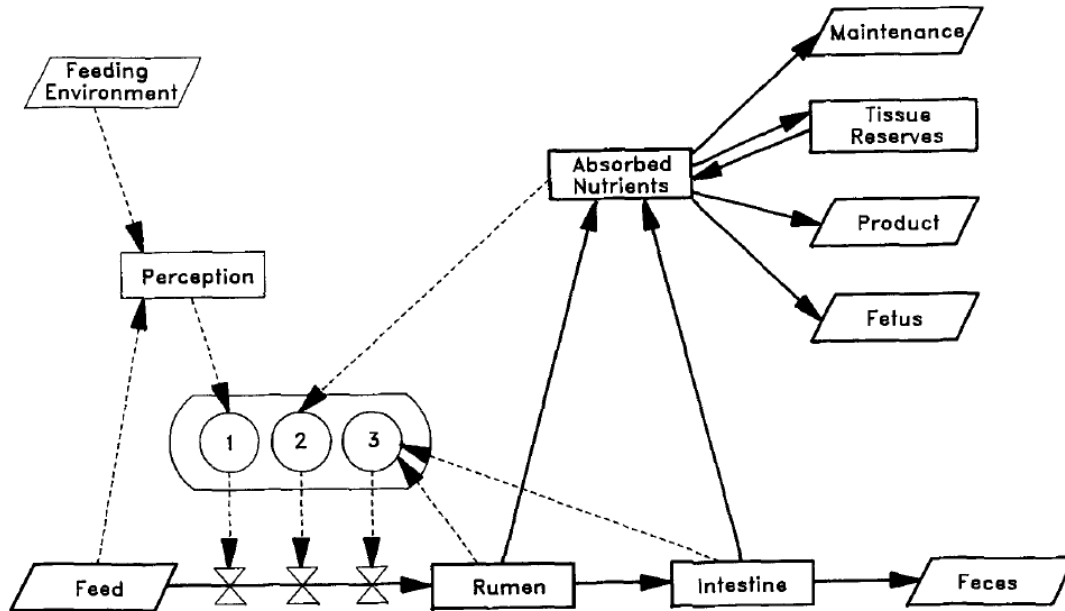 Maintenance
Feeding
Environment
Tissue
Reserves
Absorbed
Nutrients
Product
Perception
Fetus
1
2
3
Feed
Rumen
Intestine
Feces